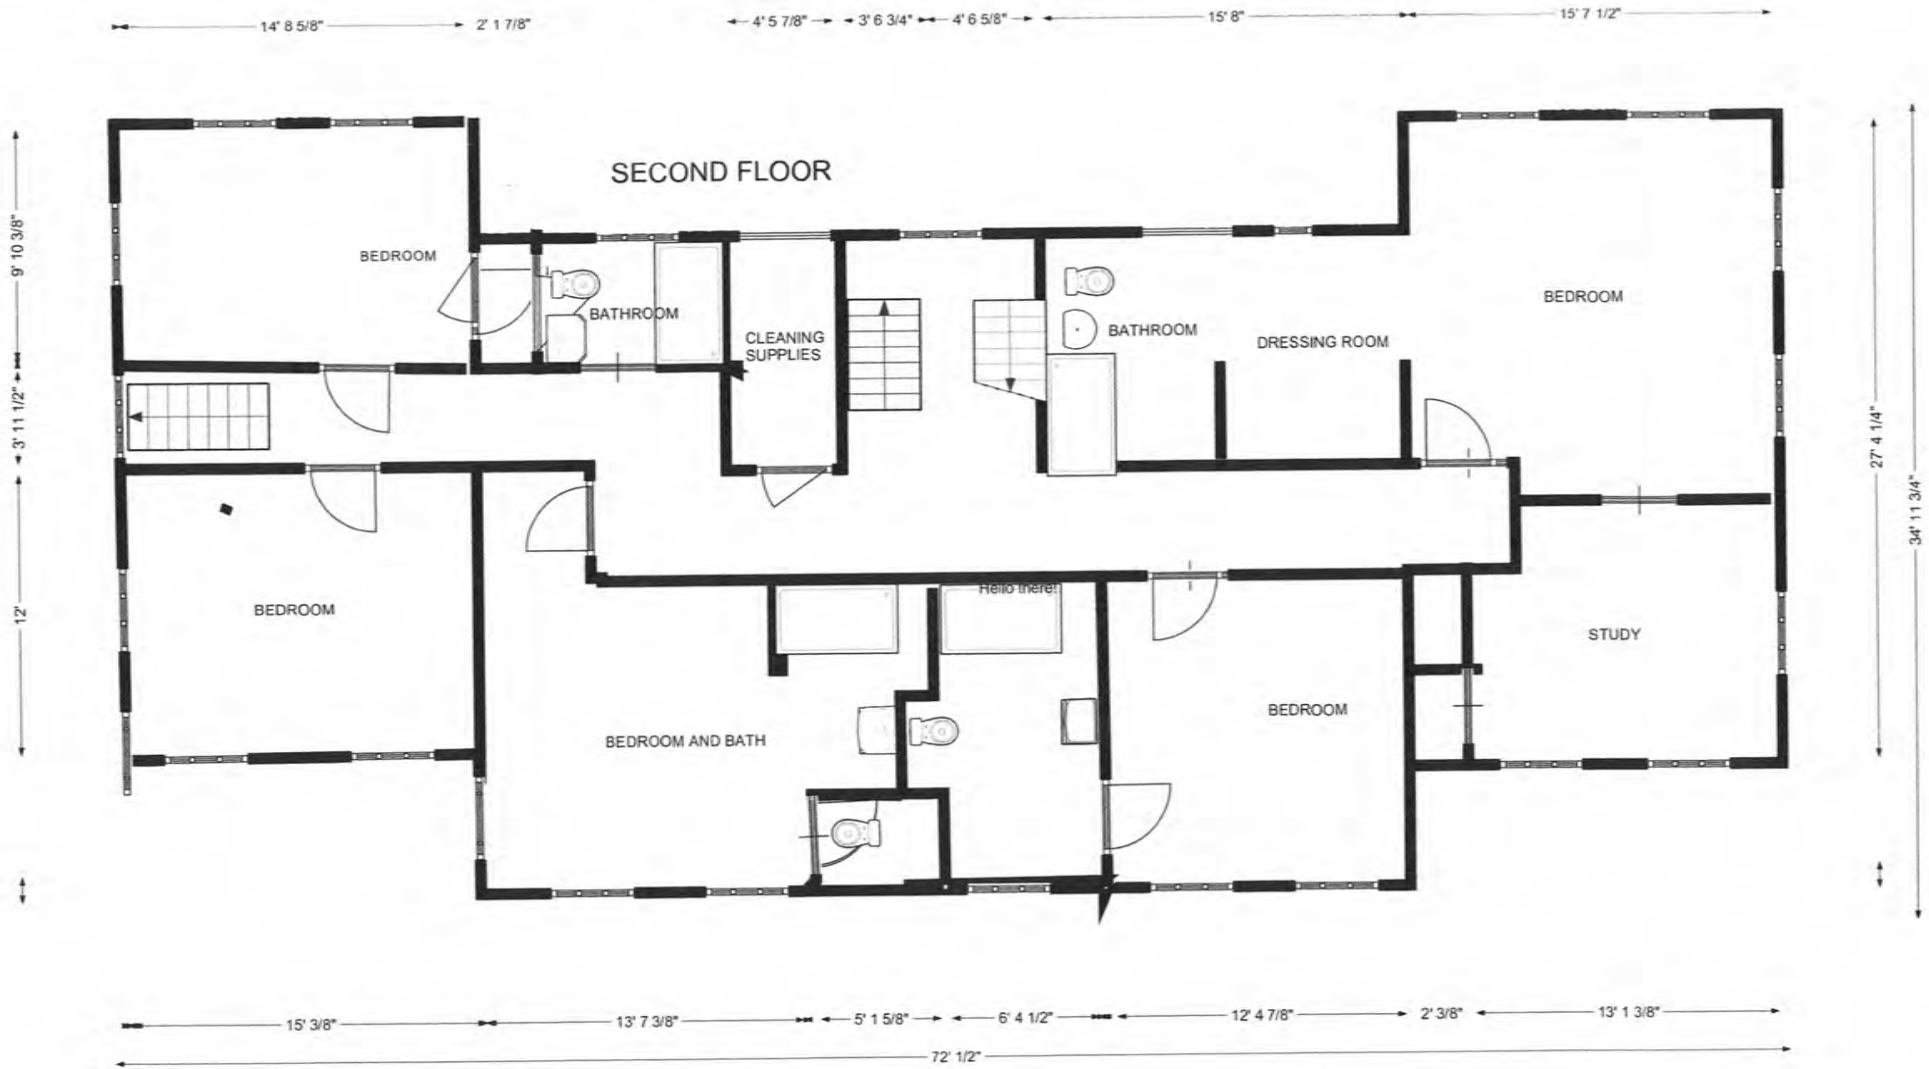 14' 8 5/8"
2' 1 7/8"
4' 5 7/8"
3' 6 3/4"
4' 6 5/8"
15' 8"
15' 7 1/2"
SECOND FLOOR
9' 10 3/8"
3' 11 1/2"
12'
BEDROOM
BATHROOM
CLEANING
SUPPLIES
BATHROOM
DRESSING ROOM
BEDROOM
27' 4 1/4"
34' 11 3/4"
BEDROOM
Hello there!
STUDY
BEDROOM AND BATH
BEDROOM
15' 3/8"
13' 7 3/8"
5' 1 5/8"
6' 4 1/2"
12' 4 7/8"
2' 3/8"
13' 1 3/8"
72' 1/2"